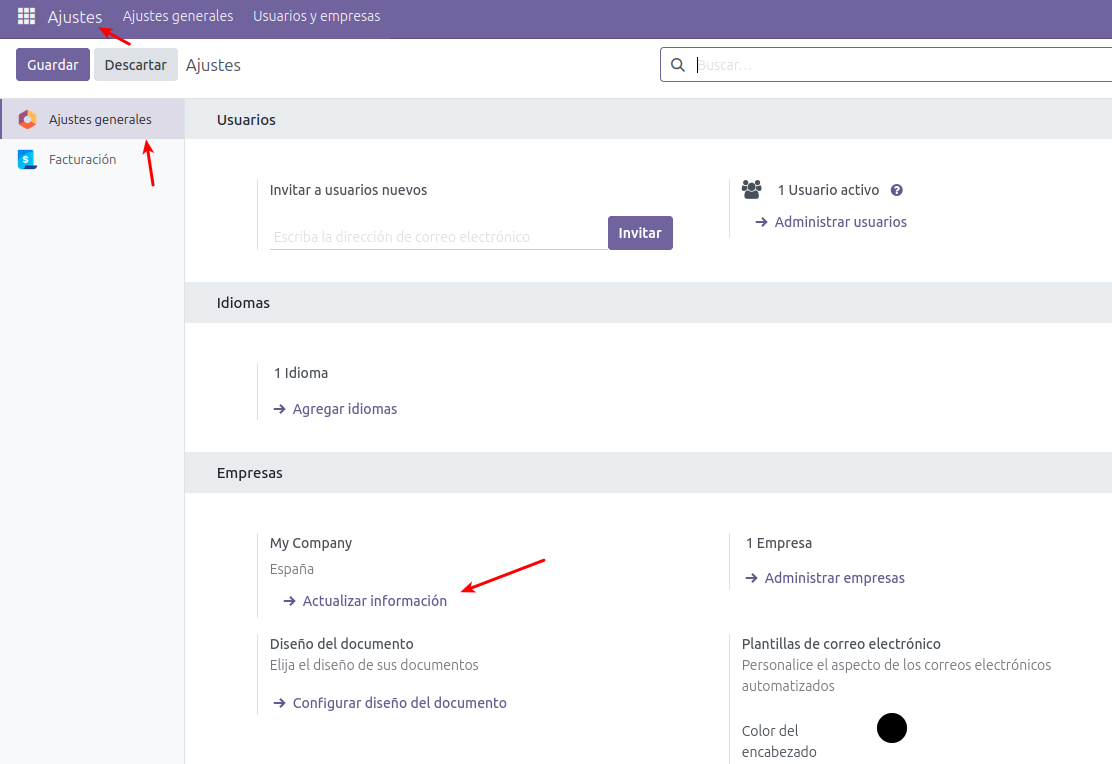 Ajustes Ajustes generales Usuarios y empresas
Guardar Descartar Ajustes Buscar...
Ajustes generales
Facturación
Usuarios
Invitar a usuarios nuevos
Escriba la dirección de correo electrónico Invitar
1 Usuario activo ?
Administrar usuarios
Idiomas
1 Idioma
Agregar idiomas
Empresas
My Company
España
Actualizar información
1 Empresa
Administrar empresas
Diseño del documento
Elija el diseño de sus documentos
Configurar diseño del documento
Plantillas de correo electrónico
Personalice el aspecto de los correos electrónicos
automatizados
Color del
encabezado